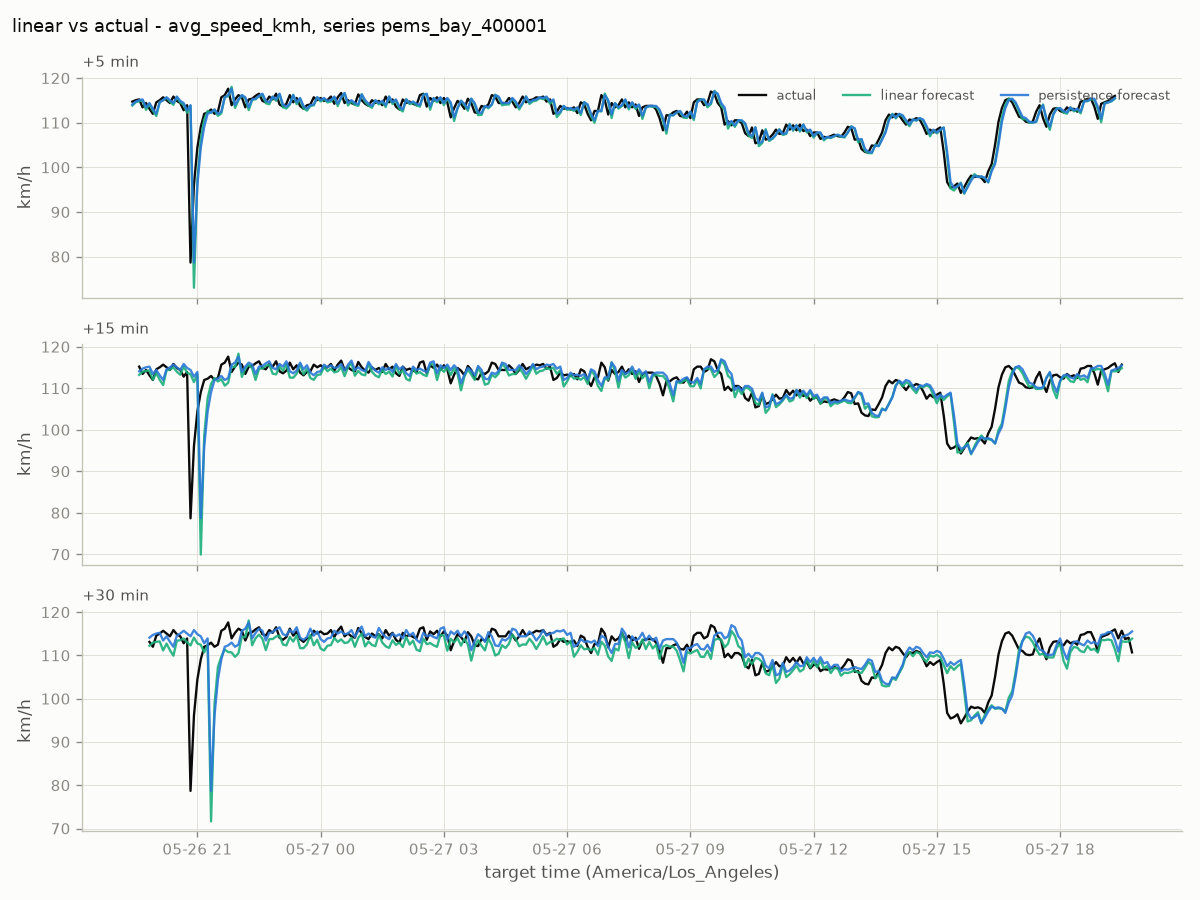 linear vs actual - avg_speed_kmh, series pems_bay_400001
+5 min
actual
linear forecast
persistence forecast
120
110
100
90
80
km/h
+15 min
120
110
100
90
80
70
km/h
+30 min
120
110
100
90
80
70
km/h
05-26 21
05-27 00
05-27 03
05-27 06
05-27 09
05-27 12
05-27 15
05-27 18
target time (America/Los_Angeles)